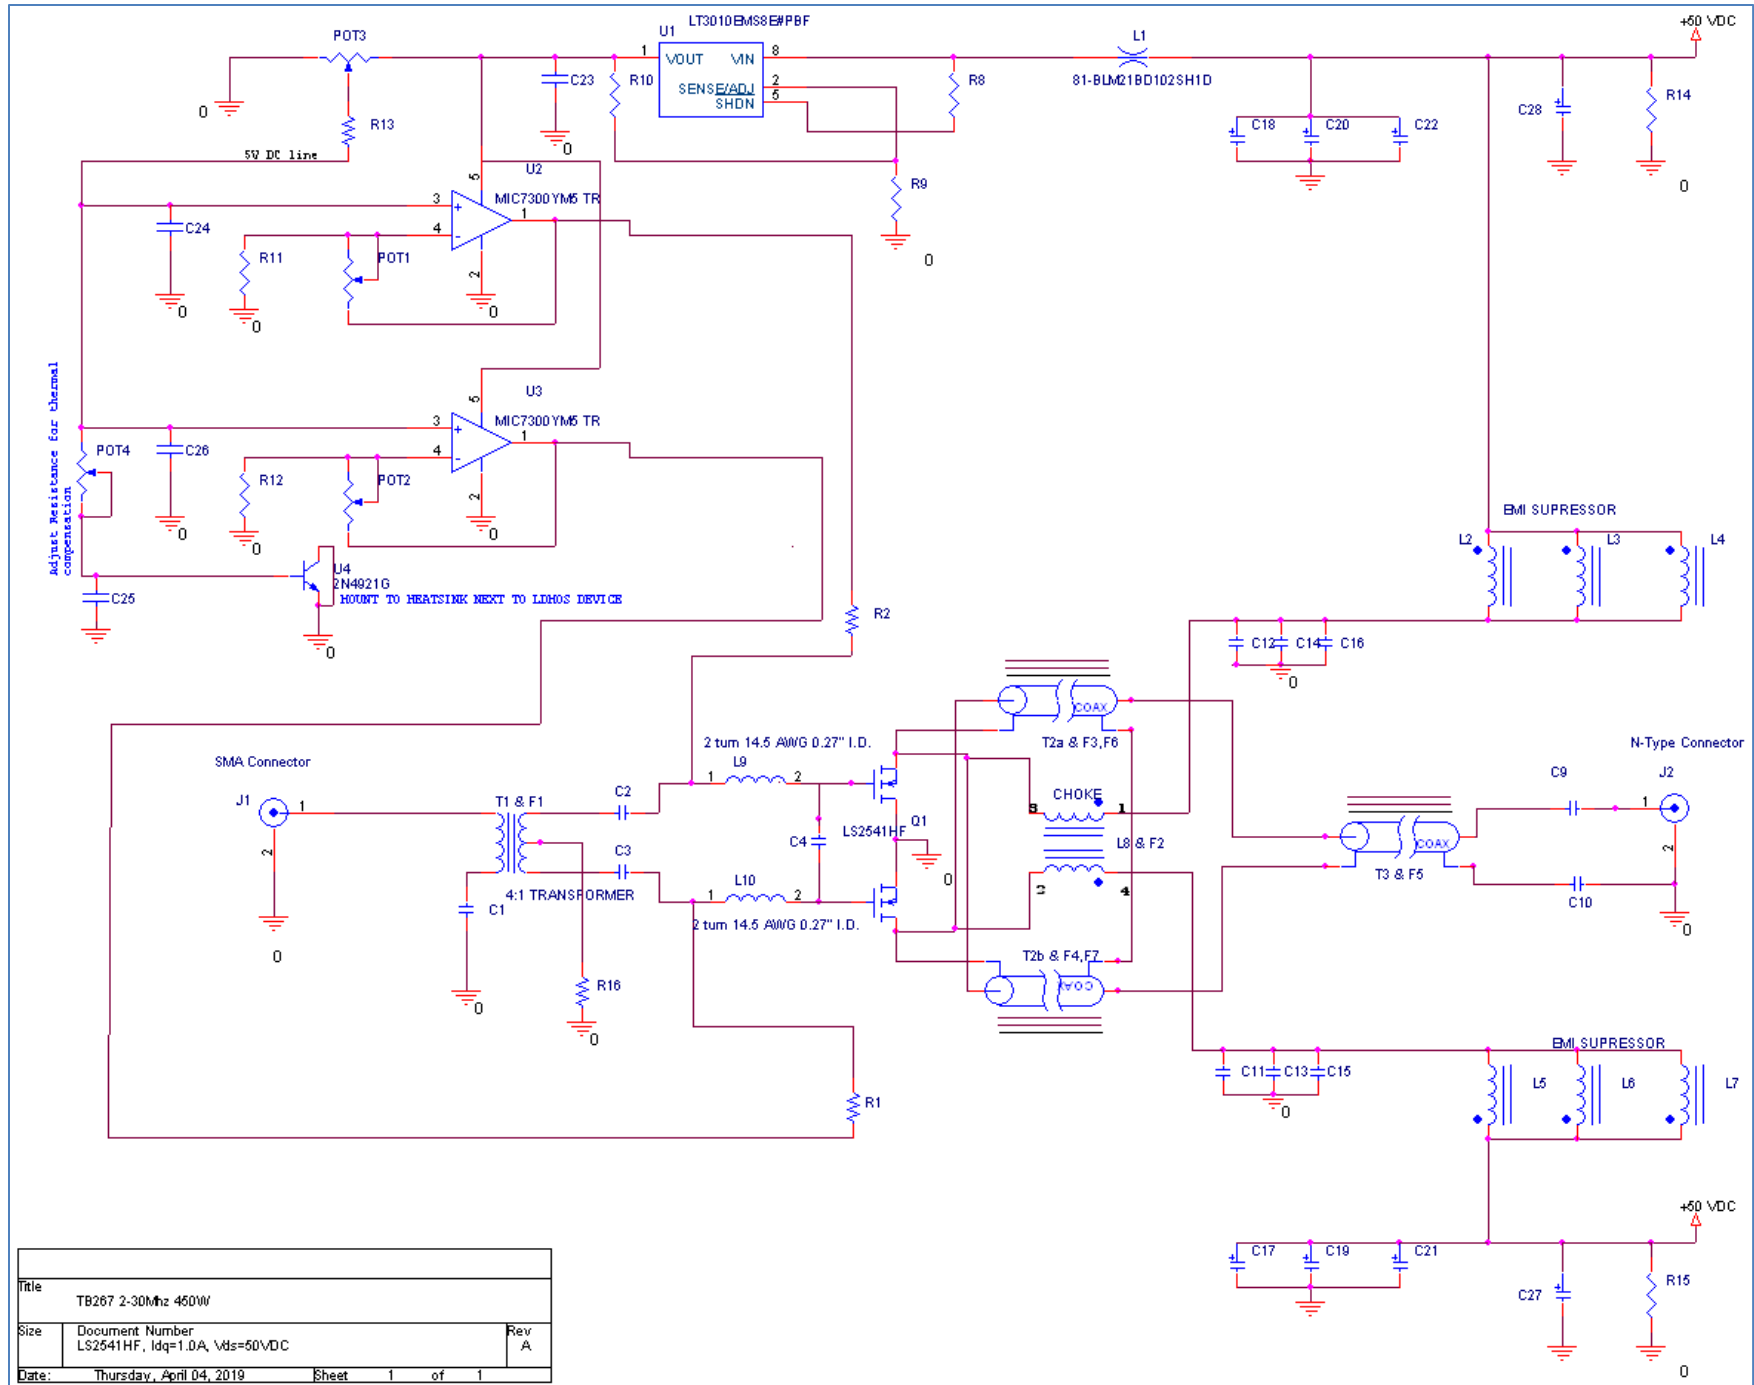 LT3010EMS8E#PBF
+50 VDC
POT3
U1
L1
1
VOUT
VIN
8
SENSE/ADJ
2
SHDN
5
C23
R10
R8
81-BLM21BD102SH1D
C28
R14
0
R13
C18
C20
C22
0
5V DC line
U2
5
MIC7300YM5 TR
R9
0
3
+
1
4
-
C24
R11
POT1
2
0
0
0
0
Adjust Resistance for thermal
compensation
U3
5
MIC7300YM5 TR
3
+
1
4
-
POT4
C26
R12
POT2
2
0
0
0
EMI SUPRESSOR
L2
L3
L4
U4
2N4921G
MOUNT TO HEATSINK NEXT TO LDMOS DEVICE
C25
0
R2
C12
C14
C16
0
COAX
T2a & F3,F6
2 turn 14.5 AWG 0.27" I.D.
SMA Connector
L9
1
2
N-Type Connector
J1
1
T1 & F1
C2
CHOKE
3
1
C9
J2
1
2
C4
LS2541HF
Q1
0
L8 & F2
COAX
T3 & F5
2
C3
L10
1
2
2
4
4:1 TRANSFORMER
C1
2 turn 14.5 AWG 0.27" I.D.
C10
0
0
T2b & F4,F7
COAX
R16
0
0
R1
EMI SUPRESSOR
C11
C13
C15
0
L5
L6
L7
+50 VDC
C17
C19
C21
C27
R15
0
Title
TB267 2-30Mhz 450W
Size
Document Number
Rev
LS2541HF, Idq=1.0A, Vds=50VDC
A
Date:
Thursday, April 04, 2019
Sheet
1
of
1